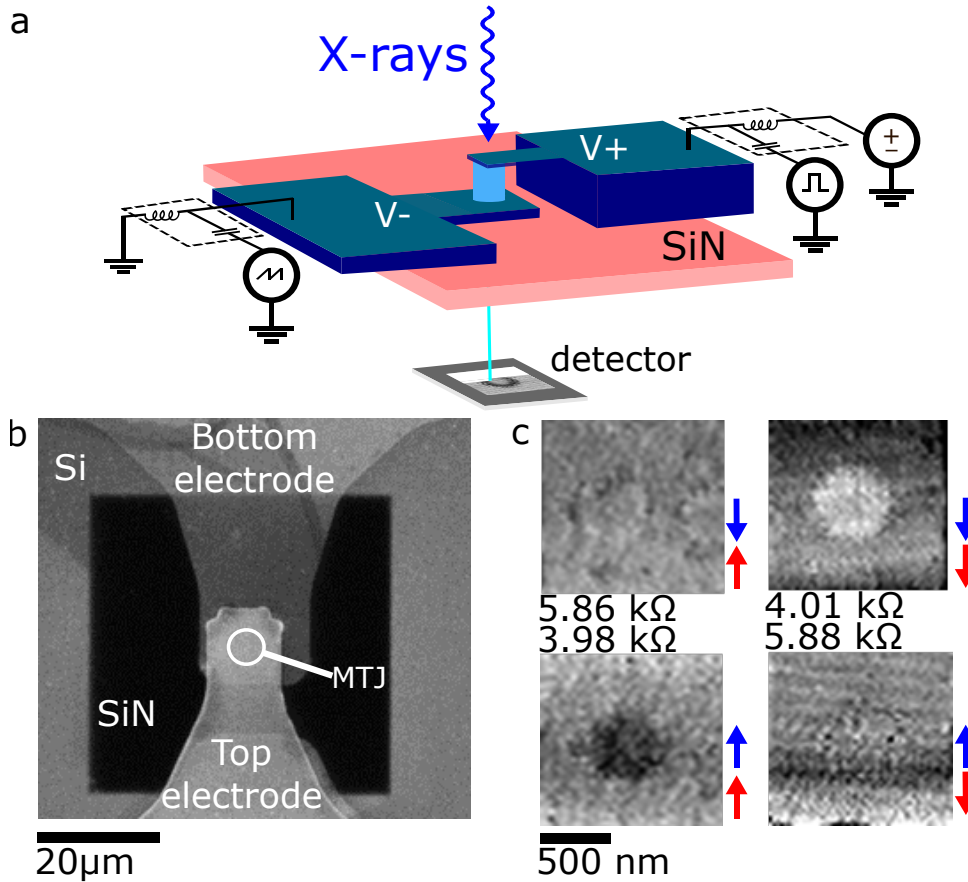 a
X-rays
V+
V-
SiN
detector
b
Bottom
electrode
Si
MTJ
SiN
Top
electrode
20μm
c
5.86 kΩ
3.98 kΩ
4.01 kΩ
5.88 kΩ
500 nm